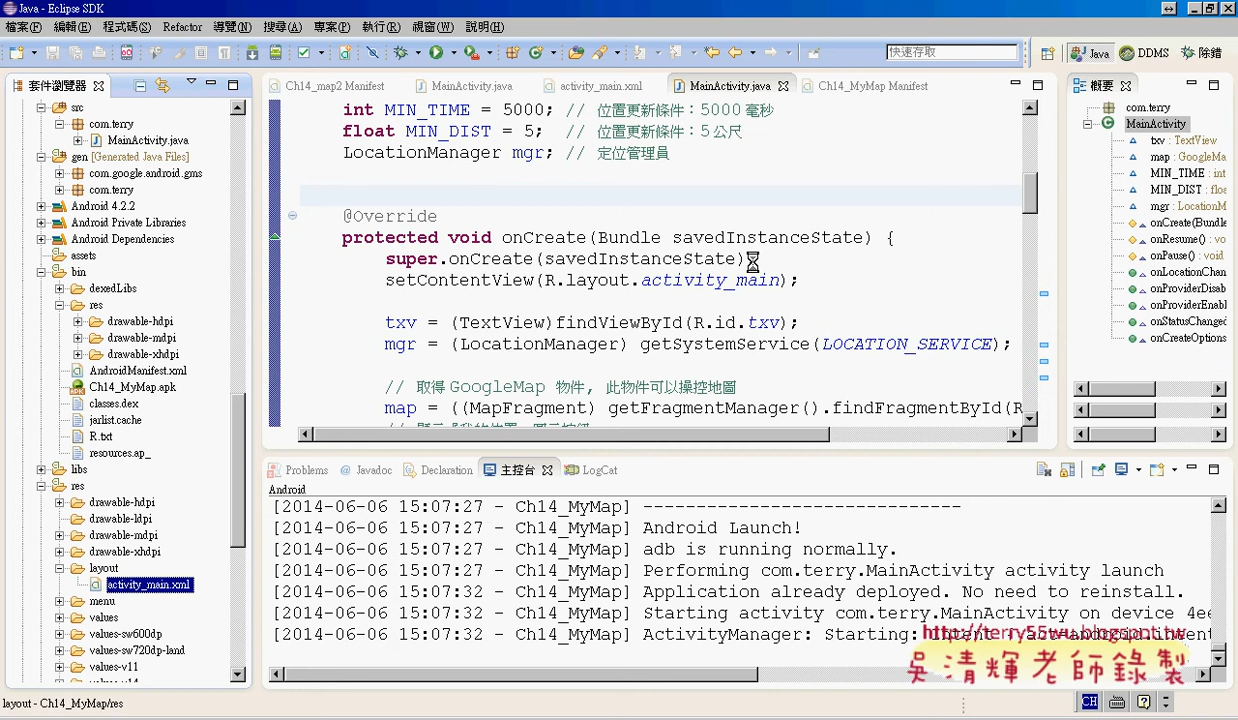 Java - Eclipse SDK
檔案(F) 編輯(E) 程式碼(S) Refactor 導覽(N) 搜尋(A) 專案(P) 執行(R) 視窗(W) 說明(H)
快速存取
Java DDMS 除錯
套件瀏覽器
src
com.terry
MainActivity.java
gen [Generated Java Files]
com.google.android.gms
com.terry
Android 4.2.2
Android Private Libraries
Android Dependencies
assets
bin
dexedLibs
res
drawable-hdpi
drawable-mdpi
drawable-xhdpi
AndroidManifest.xml
Ch14_MyMap.apk
classes.dex
jarlist.cache
R.txt
resources.ap_
libs
res
drawable-hdpi
drawable-ldpi
drawable-mdpi
drawable-xhdpi
layout
activity_main.xml
menu
values
values-sw600dp
values-sw720dp-land
values-v11
Ch14_map2 Manifest MainActivity.java activity_main.xml MainActivity.java Ch14_MyMap Manifest
int MIN_TIME = 5000; // 位置更新條件：5000 毫秒
float MIN_DIST = 5; // 位置更新條件：5 公尺
LocationManager mgr; // 定位管理員
@Override
protected void onCreate(Bundle savedInstanceState) {
super.onCreate(savedInstanceState)
setContentView(R.layout.activity_main);
txv = (TextView)findViewById(R.id.txv);
mgr = (LocationManager) getSystemService(LOCATION_SERVICE);
// 取得 GoogleMap 物件, 此物件可以操控地圖
map = ((MapFragment) getFragmentManager().findFragmentById(R
概要
com.terry
MainActivity
txv : TextView
map : GoogleMa
MIN_TIME : int
MIN_DIST : floa
mgr : LocationM
onCreate(Bundle
onResume() : vo
onPause() : void
onLocationChan
onProviderDisab
onProviderEnabl
onStatusChanged
onCreateOptions
Problems Javadoc Declaration 主控台 LogCat
Android
[2014-06-06 15:07:27 - Ch14_MyMap] ------------------------------
[2014-06-06 15:07:27 - Ch14_MyMap] Android Launch!
[2014-06-06 15:07:27 - Ch14_MyMap] adb is running normally.
[2014-06-06 15:07:27 - Ch14_MyMap] Performing com.terry.MainActivity activity launch
[2014-06-06 15:07:32 - Ch14_MyMap] Application already deployed. No need to reinstall.
[2014-06-06 15:07:32 - Ch14_MyMap] Starting activity com.terry.MainActivity on device 4ee
[2014-06-06 15:07:32 - Ch14_MyMap] ActivityManager: Starting:
http://terry55wu.blogspot.tw
吳清輝老師錄製
layout - Ch14_MyMap/res
CH